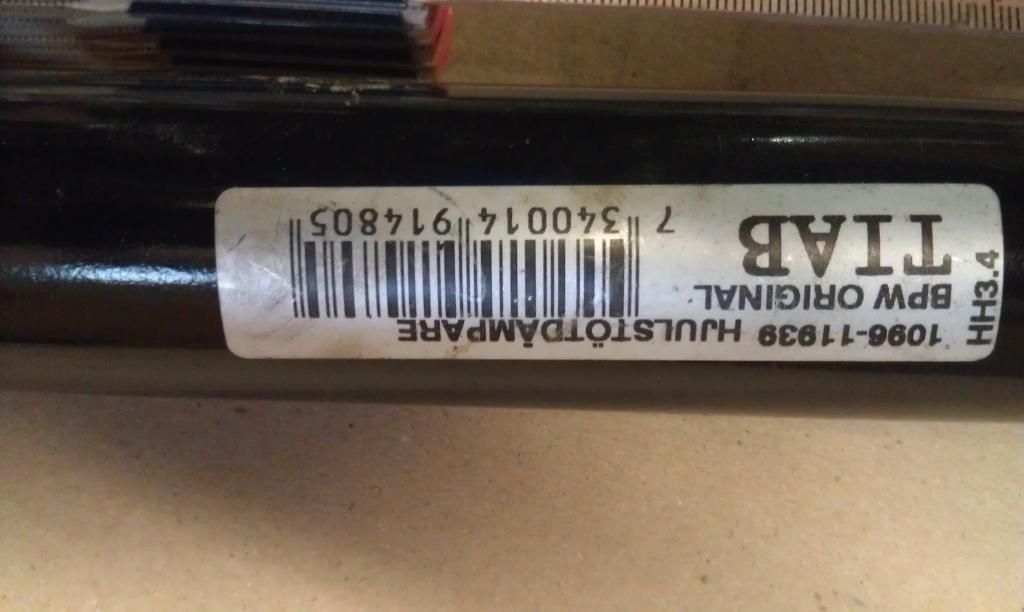 1096-11939 HJULSTÖTDÄMPARE
BPW ORIGINAL
TIAB
7 340014 914805
HH3.4